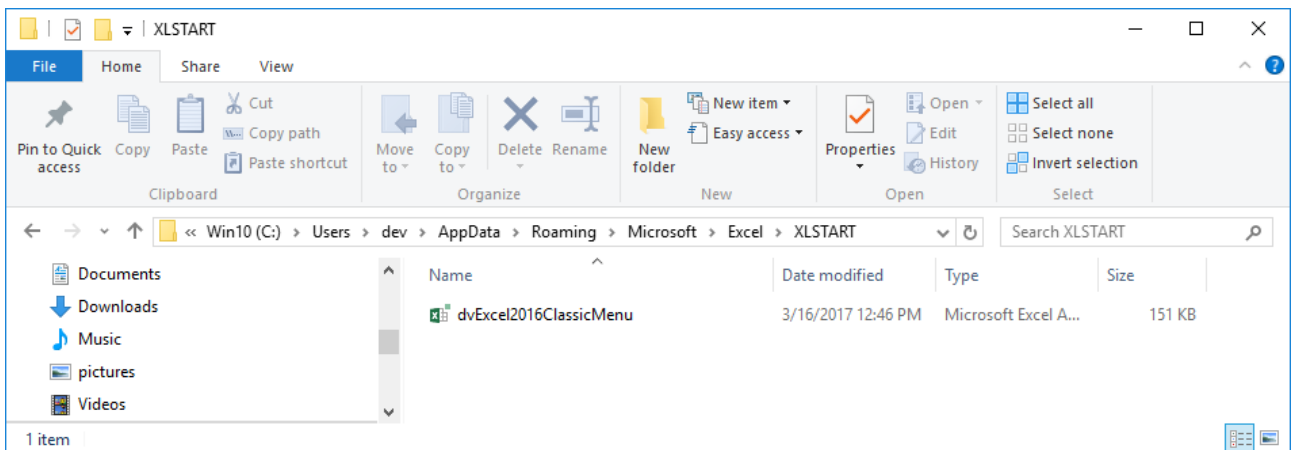 XLSTART
File Home Share View
Pin to Quick access
Copy
Paste
Cut
Copy path
Paste shortcut
Clipboard
Move to
Copy to
Delete
Rename
Organize
New folder
New item
Easy access
New
Properties
Open
Edit
History
Open
Select all
Select none
Invert selection
Select
« Win10 (C:) > Users > dev > AppData > Roaming > Microsoft > Excel > XLSTART
Search XLSTART
Documents
Downloads
Music
pictures
Videos
Name Date modified Type Size
dvExcel2016ClassicMenu 3/16/2017 12:46 PM Microsoft Excel A... 151 KB
1 item